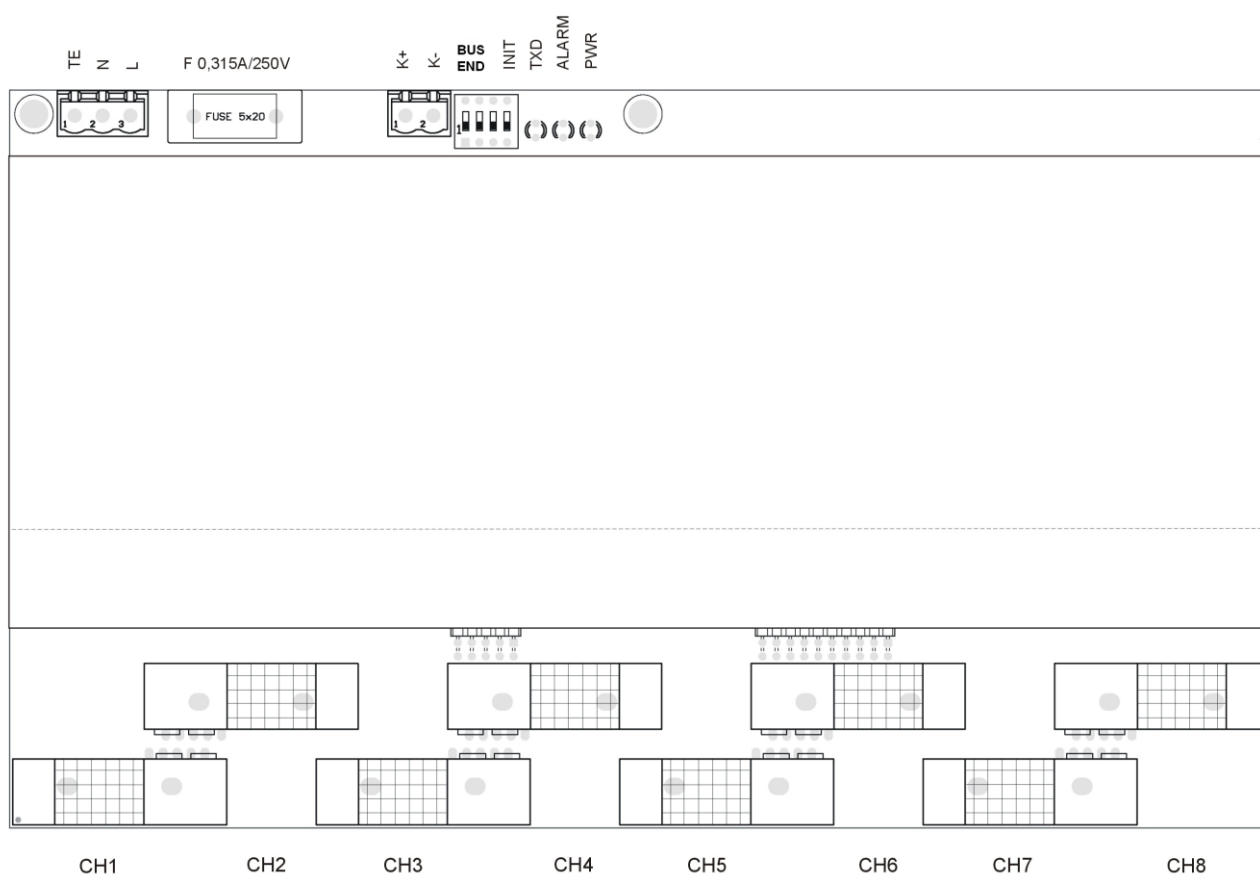 TE N L F 0,315A/250V K+ K- BUS END INIT TXD ALARM PWR
1 2 3 FUSE 5x20 1 2 1
CH1 CH2 CH3 CH4 CH5 CH6 CH7 CH8